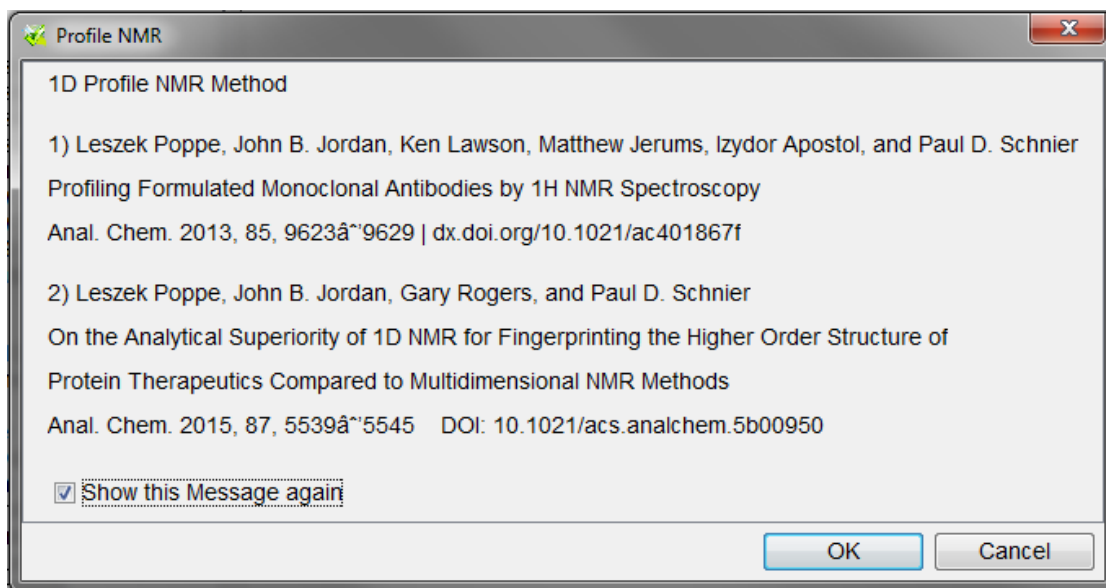 Profile NMR
1D Profile NMR Method
1) Leszek Poppe, John B. Jordan, Ken Lawson, Matthew Jerums, Izydor Apostol, and Paul D. Schnier
Profiling Formulated Monoclonal Antibodies by 1H NMR Spectroscopy
Anal. Chem. 2013, 85, 9623âˆ’9629 | dx.doi.org/10.1021/ac401867f
2) Leszek Poppe, John B. Jordan, Gary Rogers, and Paul D. Schnier
On the Analytical Superiority of 1D NMR for Fingerprinting the Higher Order Structure of
Protein Therapeutics Compared to Multidimensional NMR Methods
Anal. Chem. 2015, 87, 5539âˆ’5545 DOI: 10.1021/acs.analchem.5b00950
Show this Message again
OK Cancel